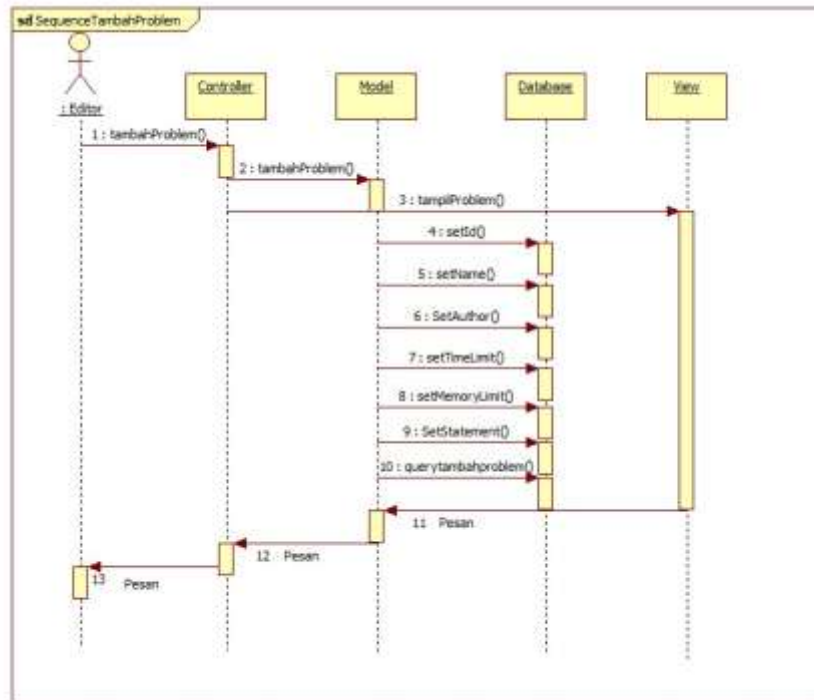 sd SequenceTambahProblem
: Editor
Controller
Model
Database
View
1 : tambahProblem()
2 : tambahProblem()
3 : tampilProblem()
4 : setId()
5 : setName()
6 : SetAuthor()
7 : setTimeLimit()
8 : setMemoryLimit()
9 : SetStatement()
10 : querytambahproblem()
11 Pesan
12 Pesan
13 Pesan